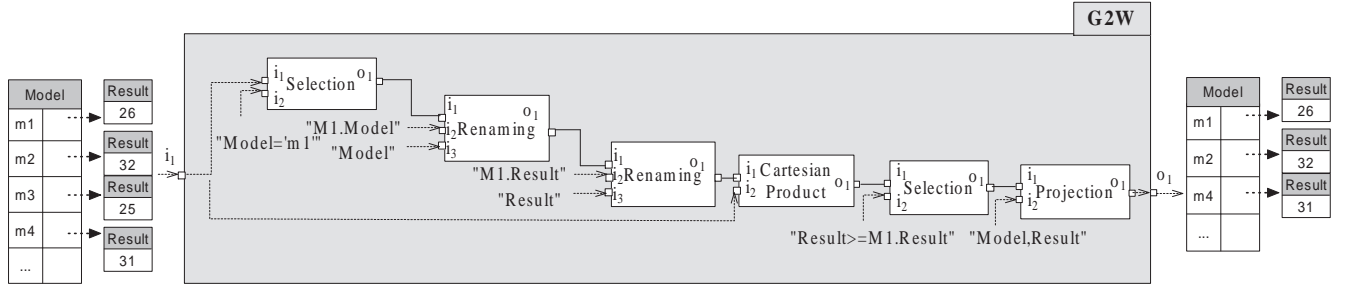 G2W
Model
m1
m2
m3
m4
...
Result
26
Result
32
Result
25
Result
31
i1
i1 Selection o1
i2
"Model='m1'"
i1 o1
i2 Renaming
i3
"M1.Model"
"Model"
i1 o1
i2 Renaming
i3
"M1.Result"
"Result"
i1 Cartesian
i2 Product o1
i1 o1
Selection
i2
"Result>=M1.Result"
i1 o1
Projection
i2
"Model,Result"
o1
Model
m1
m2
m4
...
Result
26
Result
32
Result
31